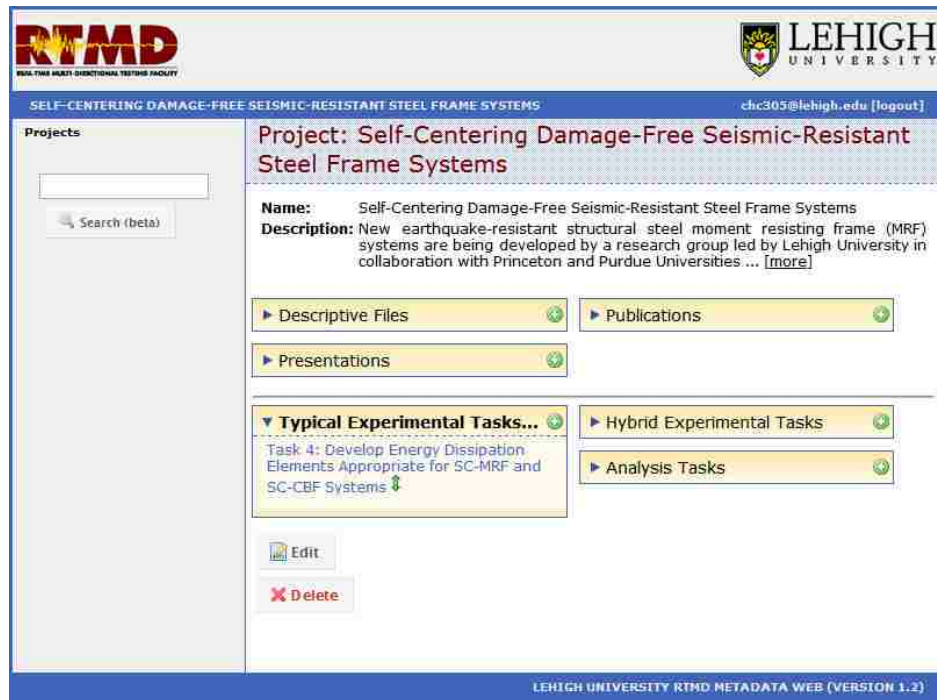 RTMD
REAL-TIME MULTI-DIRECTIONAL TESTING FACILITY
LEHIGH
UNIVERSITY
SELF-CENTERING DAMAGE-FREE SEISMIC-RESISTANT STEEL FRAME SYSTEMS
chc305@lehigh.edu [logout]
Projects
Search (beta)
Project: Self-Centering Damage-Free Seismic-Resistant
Steel Frame Systems
Name: Self-Centering Damage-Free Seismic-Resistant Steel Frame Systems
Description: New earthquake-resistant structural steel moment resisting frame (MRF)
systems are being developed by a research group led by Lehigh University in
collaboration with Princeton and Purdue Universities ... [more]
Descriptive Files
Publications
Presentations
Typical Experimental Tasks...
Task 4: Develop Energy Dissipation
Elements Appropriate for SC-MRF and
SC-CBF Systems
Hybrid Experimental Tasks
Analysis Tasks
Edit
Delete
LEHIGH UNIVERSITY RTMD METADATA WEB (VERSION 1.2)